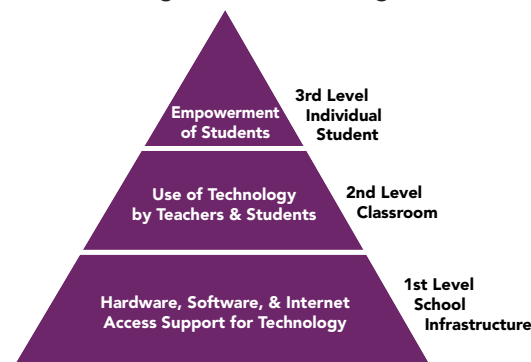 Empowerment
of Students
3rd Level
Individual
Student
Use of Technology
by Teachers & Students
2nd Level
Classroom
Hardware, Software, & Internet
Access Support for Technology
1st Level
School
Infrastructure